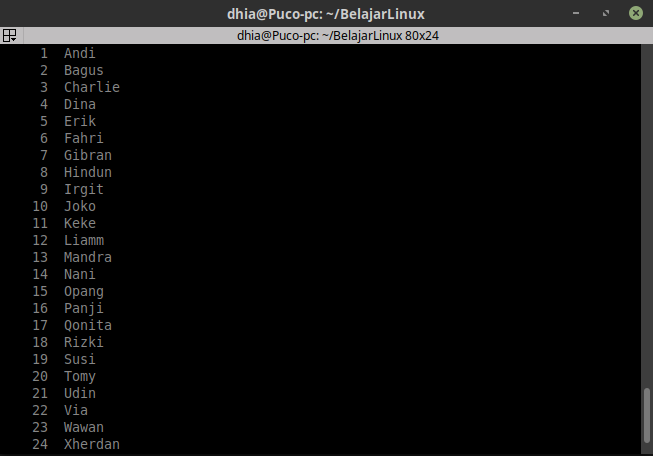 dhia@Puco-pc: ~/BelajarLinux
dhia@Puco-pc: ~/BelajarLinux 80x24
1 Andi
2 Bagus
3 Charlie
4 Dina
5 Erik
6 Fahri
7 Gibran
8 Hindun
9 Irgit
10 Joko
11 Keke
12 Liamm
13 Mandra
14 Nani
15 Opang
16 Panji
17 Qonita
18 Rizki
19 Susi
20 Tomy
21 Udin
22 Via
23 Wawan
24 Xherdan